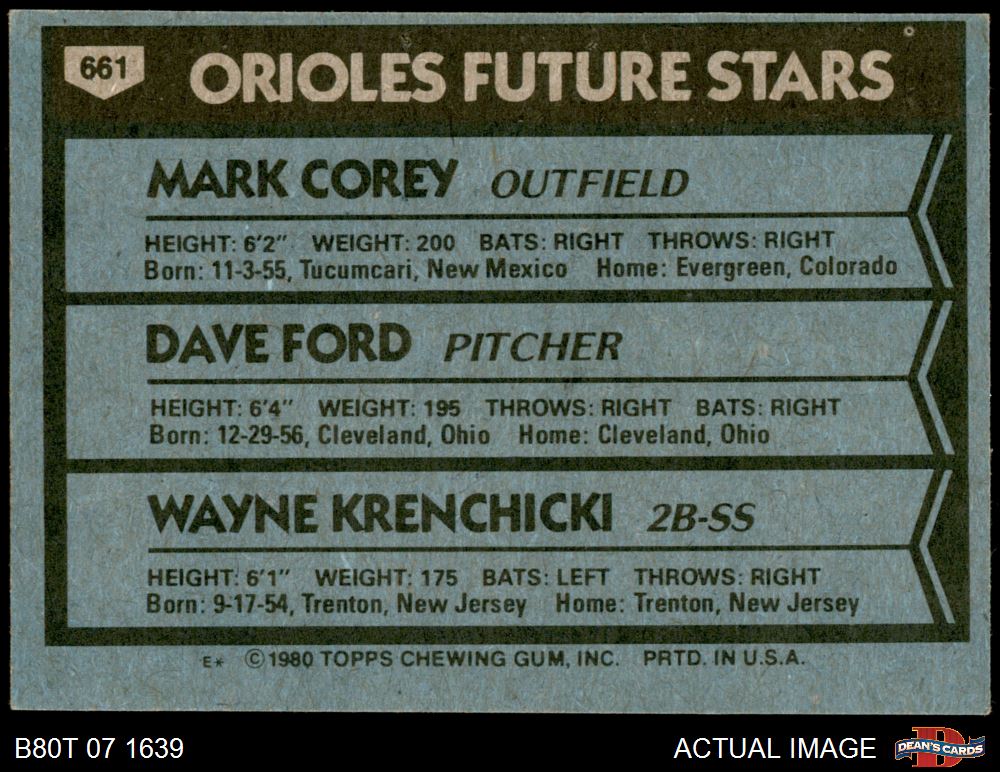 661
ORIOLES FUTURE STARS
MARK COREY OUTFIELD
HEIGHT: 6'2" WEIGHT: 200 BATS: RIGHT THROWS: RIGHT
Born: 11-3-55, Tucumcari, New Mexico Home: Evergreen, Colorado
DAVE FORD PITCHER
HEIGHT: 6'4" WEIGHT: 195 THROWS: RIGHT BATS: RIGHT
Born: 12-29-56, Cleveland, Ohio Home: Cleveland, Ohio
WAYNE KRENCHICKI 2B-SS
HEIGHT: 6'1" WEIGHT: 175 BATS: LEFT THROWS: RIGHT
Born: 9-17-54, Trenton, New Jersey Home: Trenton, New Jersey
E* ©1980 TOPPS CHEWING GUM, INC. PRTD. IN U.S.A.
B80T 07 1639
ACTUAL IMAGE
D
DEAN'S CARDS